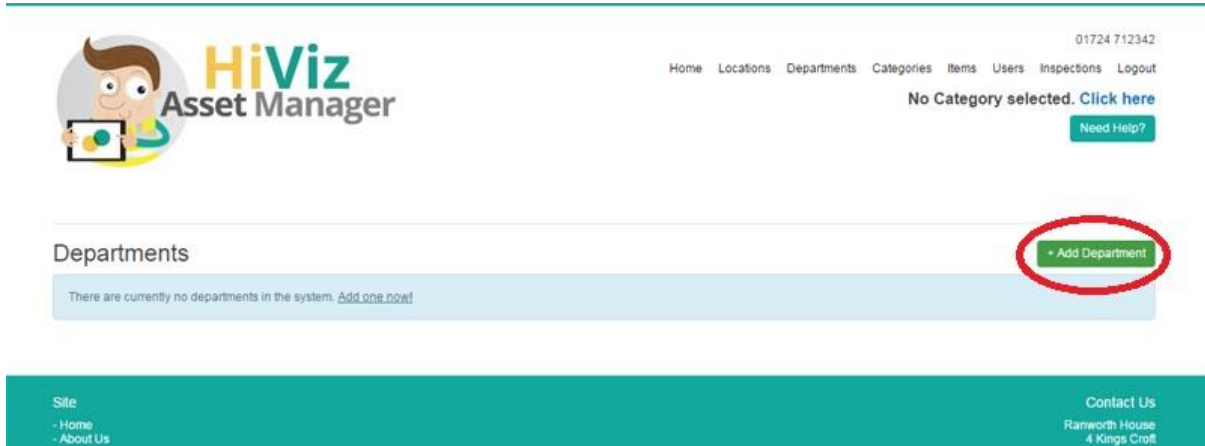 01724 712342
HiViz
Asset Manager
Home Locations Departments Categories Items Users Inspections Logout
No Category selected. Click here
Need Help?
Departments
+ Add Department
There are currently no departments in the system. Add one now!
Site
Contact Us
- Home
Ranworth House
- About Us
4 Kings Croft